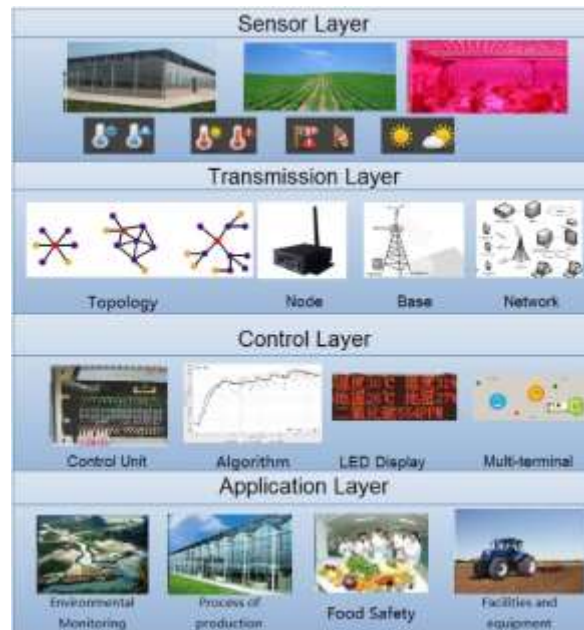 Sensor Layer
Transmission Layer
Topology
Node
Base
Network
Control Layer
Control Unit
Algorithm
LED Display
Multi-terminal
Application Layer
Environmental
Monitoring
Process of
production
Food Safety
Facilities and
equipment